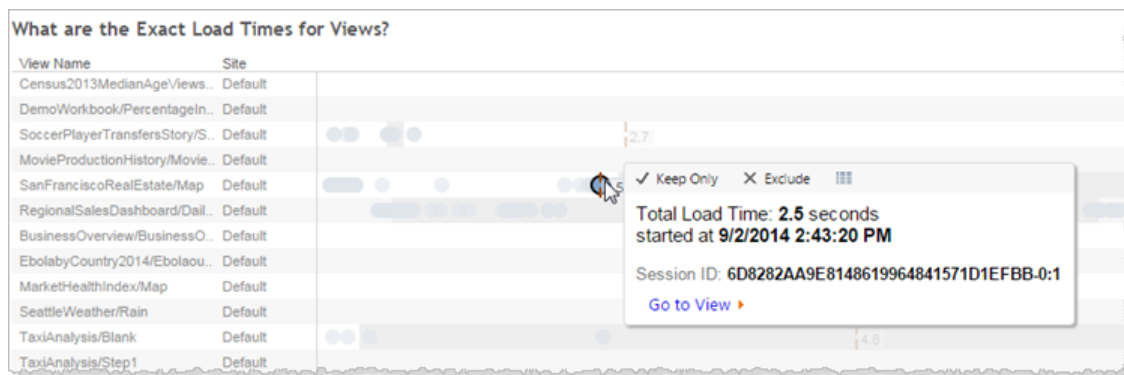 What are the Exact Load Times for Views?
View Name Site
Census2013MedianAgeViews.. Default
DemoWorkbook/PercentageIn.. Default
SoccerPlayerTransfersStory/S.. Default 2.7
MovieProductionHistory/Movie.. Default
SanFranciscoRealEstate/Map Default 5
RegionalSalesDashboard/Dail.. Default
BusinessOverview/BusinessO.. Default
EbolabyCountry2014/Ebolaou.. Default
MarketHealthIndex/Map Default
SeattleWeather/Rain Default
TaxiAnalysis/Blank Default 4.8
TaxiAnalysis/Step1 Default
Keep Only Exclude
Total Load Time: 2.5 seconds
started at 9/2/2014 2:43:20 PM
Session ID: 6D8282AA9E8148619964841571D1EFBB-0:1
Go to View